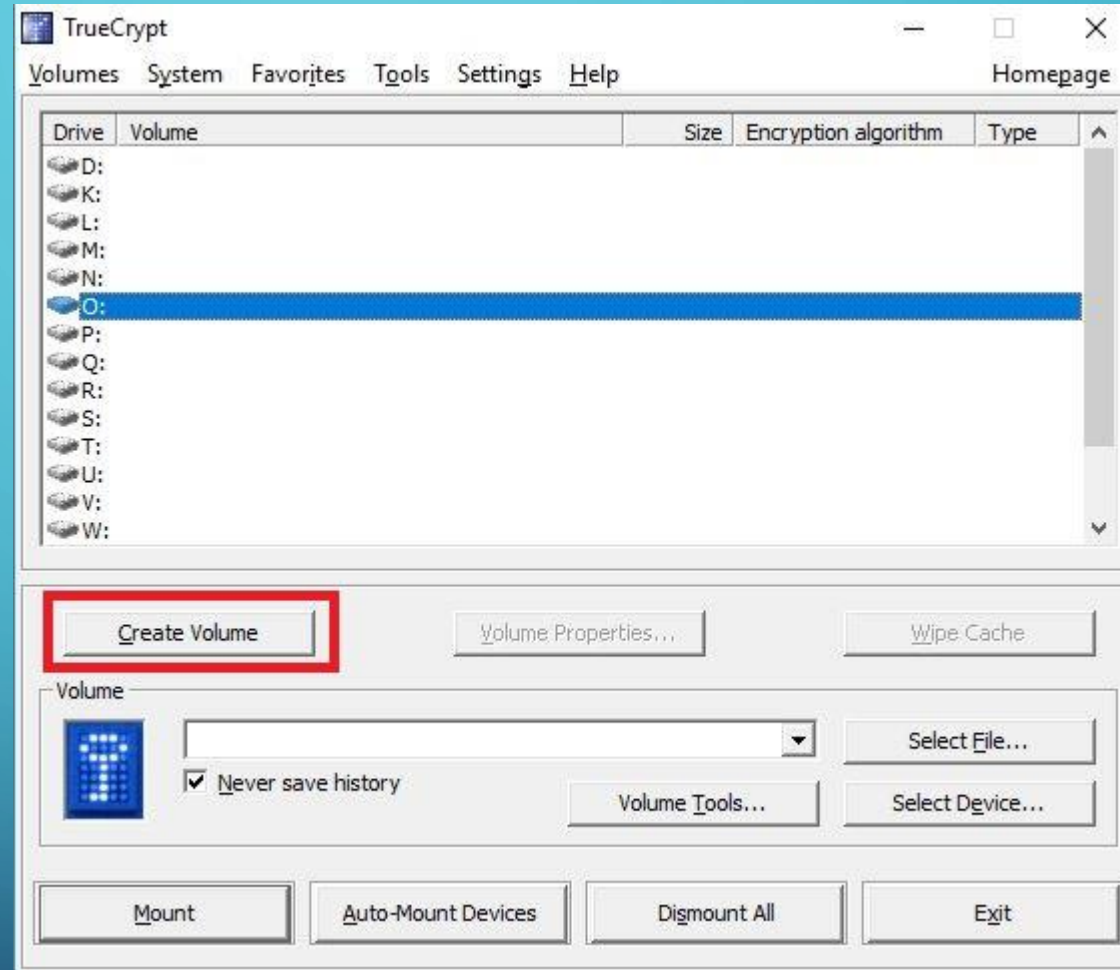 TrueCrypt
Volumes System Favorites Tools Settings Help Homepage
Drive Volume Size Encryption algorithm Type
D:
K:
L:
M:
N:
O:
P:
Q:
R:
S:
T:
U:
V:
W:
Create Volume Volume Properties... Wipe Cache
Volume
Select File...
Never save history
Volume Tools... Select Device...
Mount Auto-Mount Devices Dismount All Exit